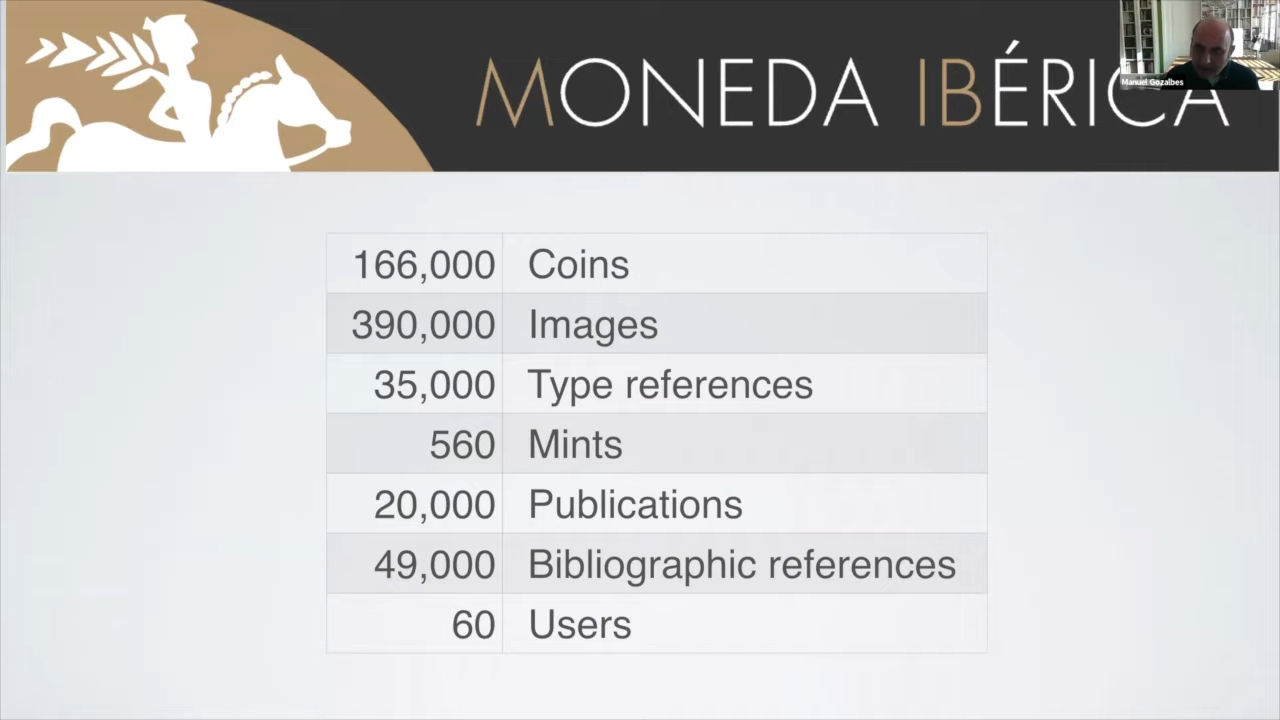 MONEDA IBÉRICA
Manuel Gozalbes
166,000 Coins
390,000 Images
35,000 Type references
560 Mints
20,000 Publications
49,000 Bibliographic references
60 Users